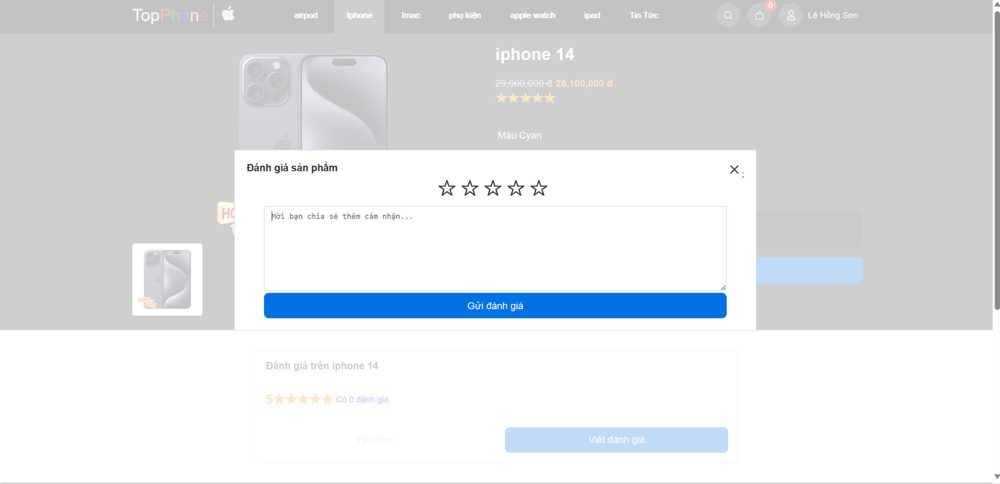 TopPhone
airpod Iphone Imac phụ kiện apple watch ipad Tin Tức
0
Lê Hồng Sơn
iphone 14
29,000,000 đ 26,100,000 đ
Màu Cyan
Đánh giá sản phẩm
;
Mời bạn chia sẻ thêm cảm nhận...
Gửi đánh giá
Đánh giá trên iphone 14
5 Có 0 đánh giá
Tải thêm
Viết đánh giá